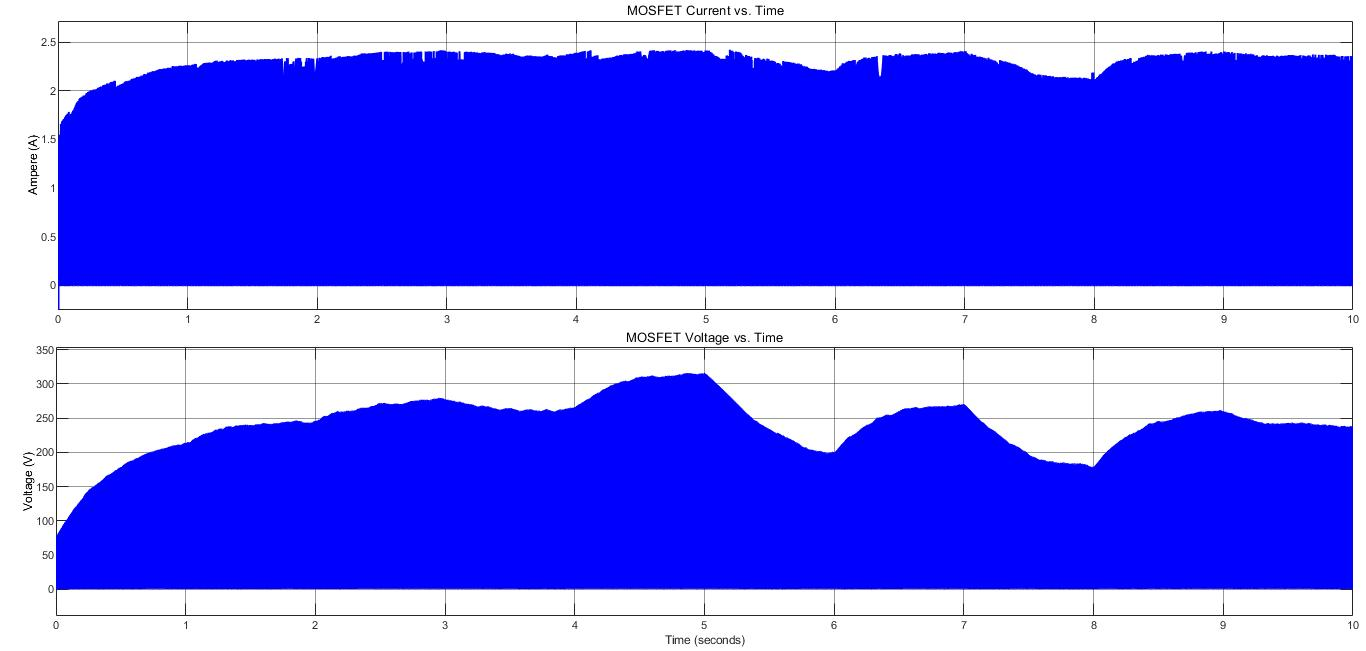 MOSFET Current vs. Time
Ampere (A)
2.5
2
1.5
1
0.5
0
0 1 2 3 4 5 6 7 8 9 10
MOSFET Voltage vs. Time
Voltage (V)
350
300
250
200
150
100
50
0
0 1 2 3 4 5 6 7 8 9 10
Time (seconds)